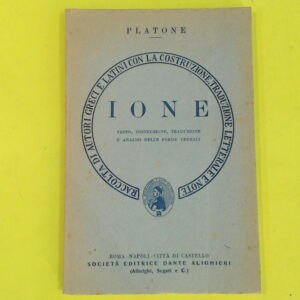 PLATONE
RACCOLTA DI AUTORI GRECI E LATINI CON LA COSTRUZIONE TRADUZIONE LETTERALE E NOTE
IONE
TESTO, COSTRUZIONE, TRADUZIONE
E ANALISI DELLE FORME VERBALI
ROMA-NAPOLI-CITTÀ DI CASTELLO
SOCIETÀ EDITRICE DANTE ALIGHIERI
(Albrighi, Segati e C.)